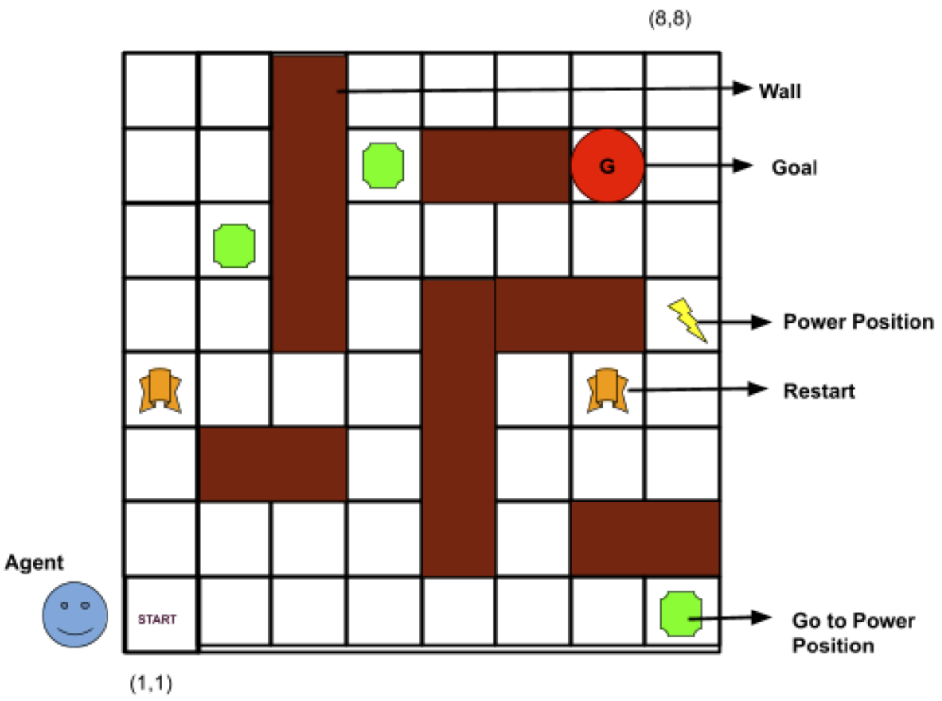 (8,8)
Wall
G
Goal
Power Position
Restart
Agent
START
Go to Power
Position
(1,1)